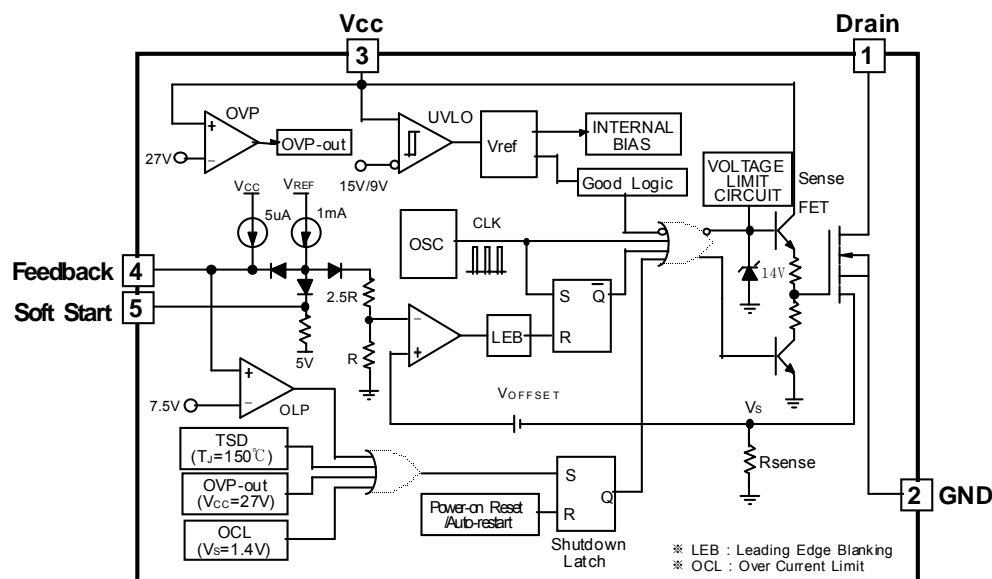 Vcc
Drain
3
1
OVP
+
−
27V
OVP-out
UVLO
15V/9V
Vref
INTERNAL
BIAS
Good Logic
VOLTAGE
LIMIT
CIRCUIT
Sense
FET
VCC
VREF
5uA
1mA
OSC
CLK
14V
Feedback
4
Soft Start
5
2.5R
R
5V
−
+
LEB
S
Q̅
R
+
−
7.5V
OLP
VOFFSET
VS
Rsense
TSD
(TJ=150℃)
OVP-out
(VCC=27V)
OCL
(VS=1.4V)
Power-on Reset
/Auto-restart
S
Q
R
Shutdown
Latch
2
GND
※ LEB : Leading Edge Blanking
※ OCL : Over Current Limit